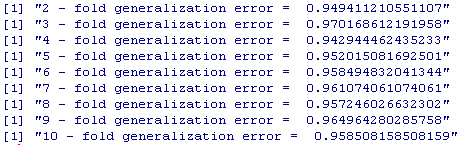 [1] "2 - fold generalization error =  0.949411210551107"
[1] "3 - fold generalization error =  0.970168612191958"
[1] "4 - fold generalization error =  0.942944462435233"
[1] "5 - fold generalization error =  0.952015081692501"
[1] "6 - fold generalization error =  0.958494832041344"
[1] "7 - fold generalization error =  0.961074061074061"
[1] "8 - fold generalization error =  0.957246026632302"
[1] "9 - fold generalization error =  0.964964280285758"
[1] "10 - fold generalization error =  0.958508158508159"